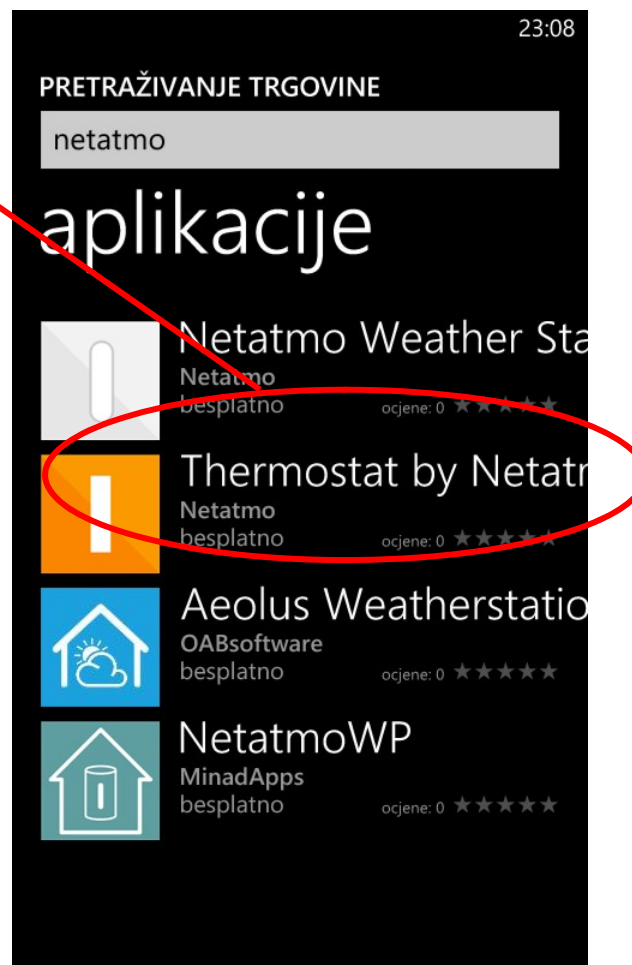 23:08
PRETRAŽIVANJE TRGOVINE
netatmo
aplikacije
Netatmo Weather Sta
Netatmo
besplatno ocjene: 0
Thermostat by Netatm
Netatmo
besplatno ocjene: 0
Aeolus Weatherstatio
OABsoftware
besplatno ocjene: 0
NetatmoWP
MinadApps
besplatno ocjene: 0